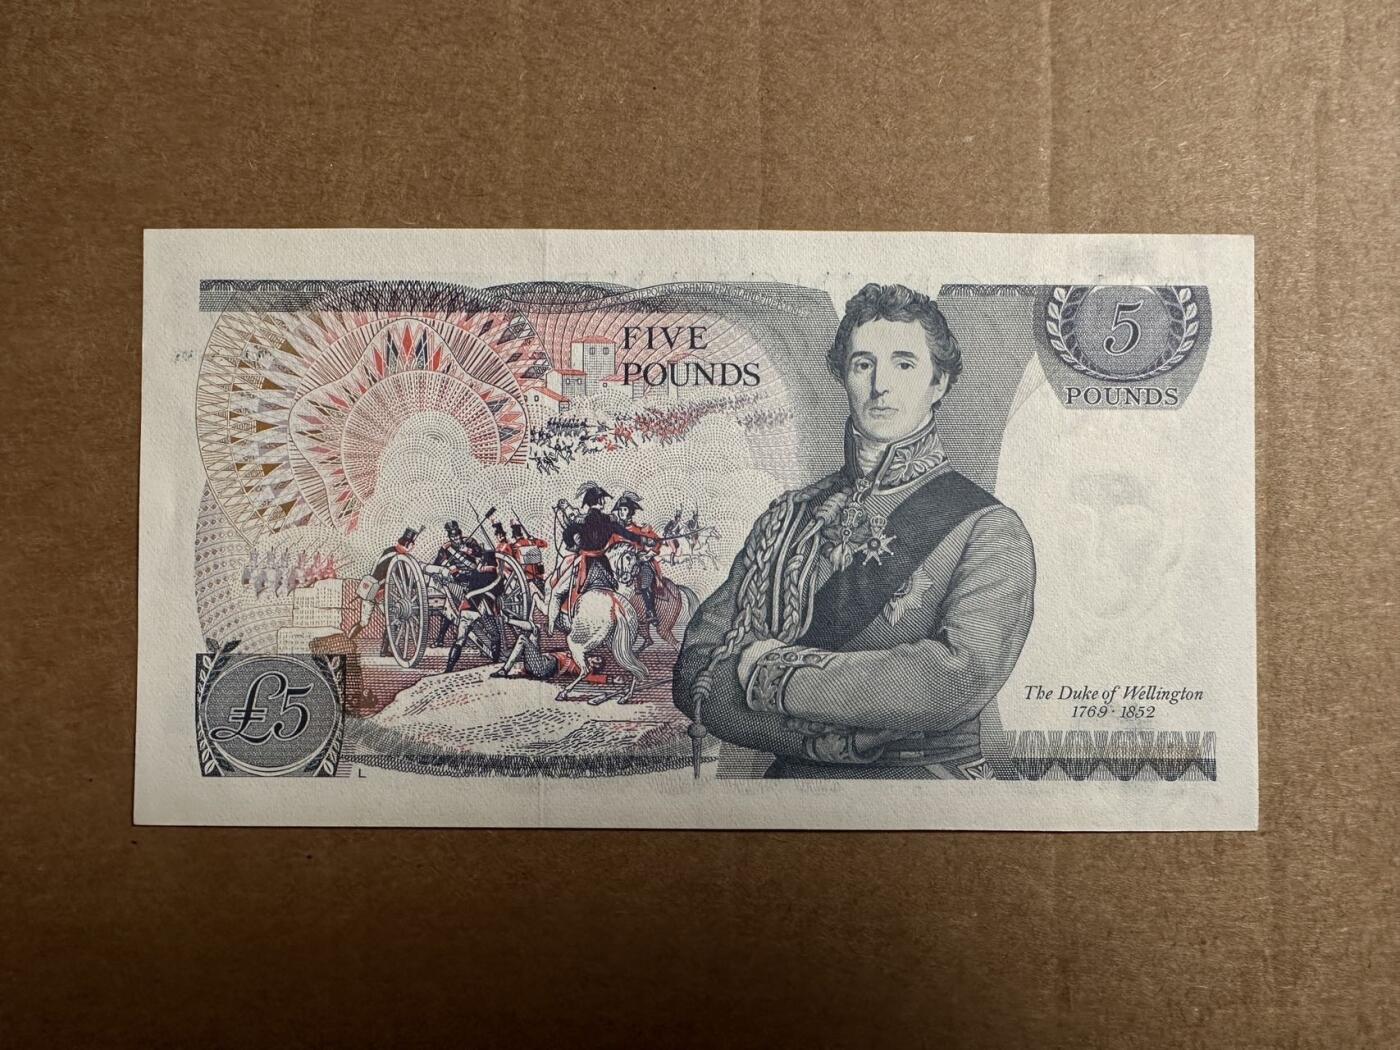 FIVE
POUNDS
5
POUNDS
The Duke of Wellington
1769 · 1852
£5
L